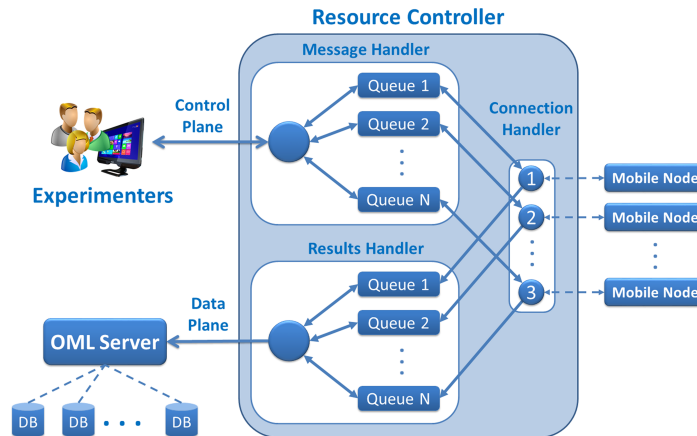 Resource Controller
Message Handler
Queue 1
Queue 2
Queue N
Control
Plane
Experimenters
Connection
Handler
1
2
3
Mobile Node
Mobile Node
Mobile Node
Results Handler
Queue 1
Queue 2
Queue N
Data
Plane
OML Server
DB
DB
DB